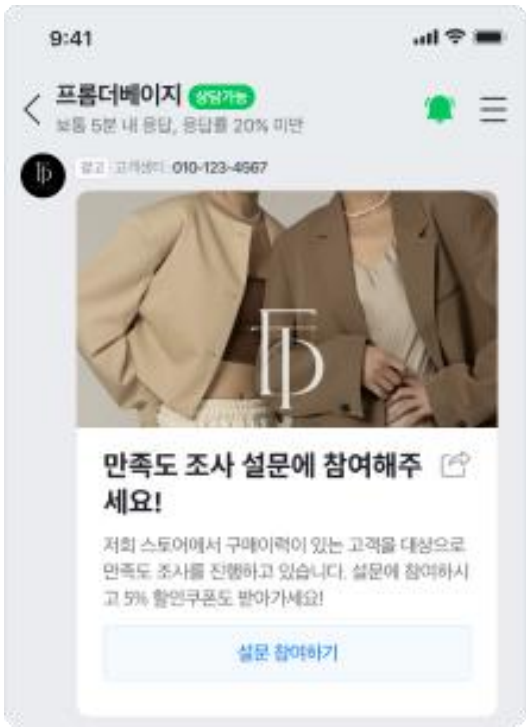 9:41
프롬더베이지 상담가능
보통 5분 내 응답, 응답률 20% 미만
광고 고객센터: 010-123-4567
만족도 조사 설문에 참여해주
세요!
저희 스토어에서 구매이력이 있는 고객을 대상으로
만족도 조사를 진행하고 있습니다. 설문에 참여하시
고 5% 할인쿠폰도 받아가세요!
설문 참여하기